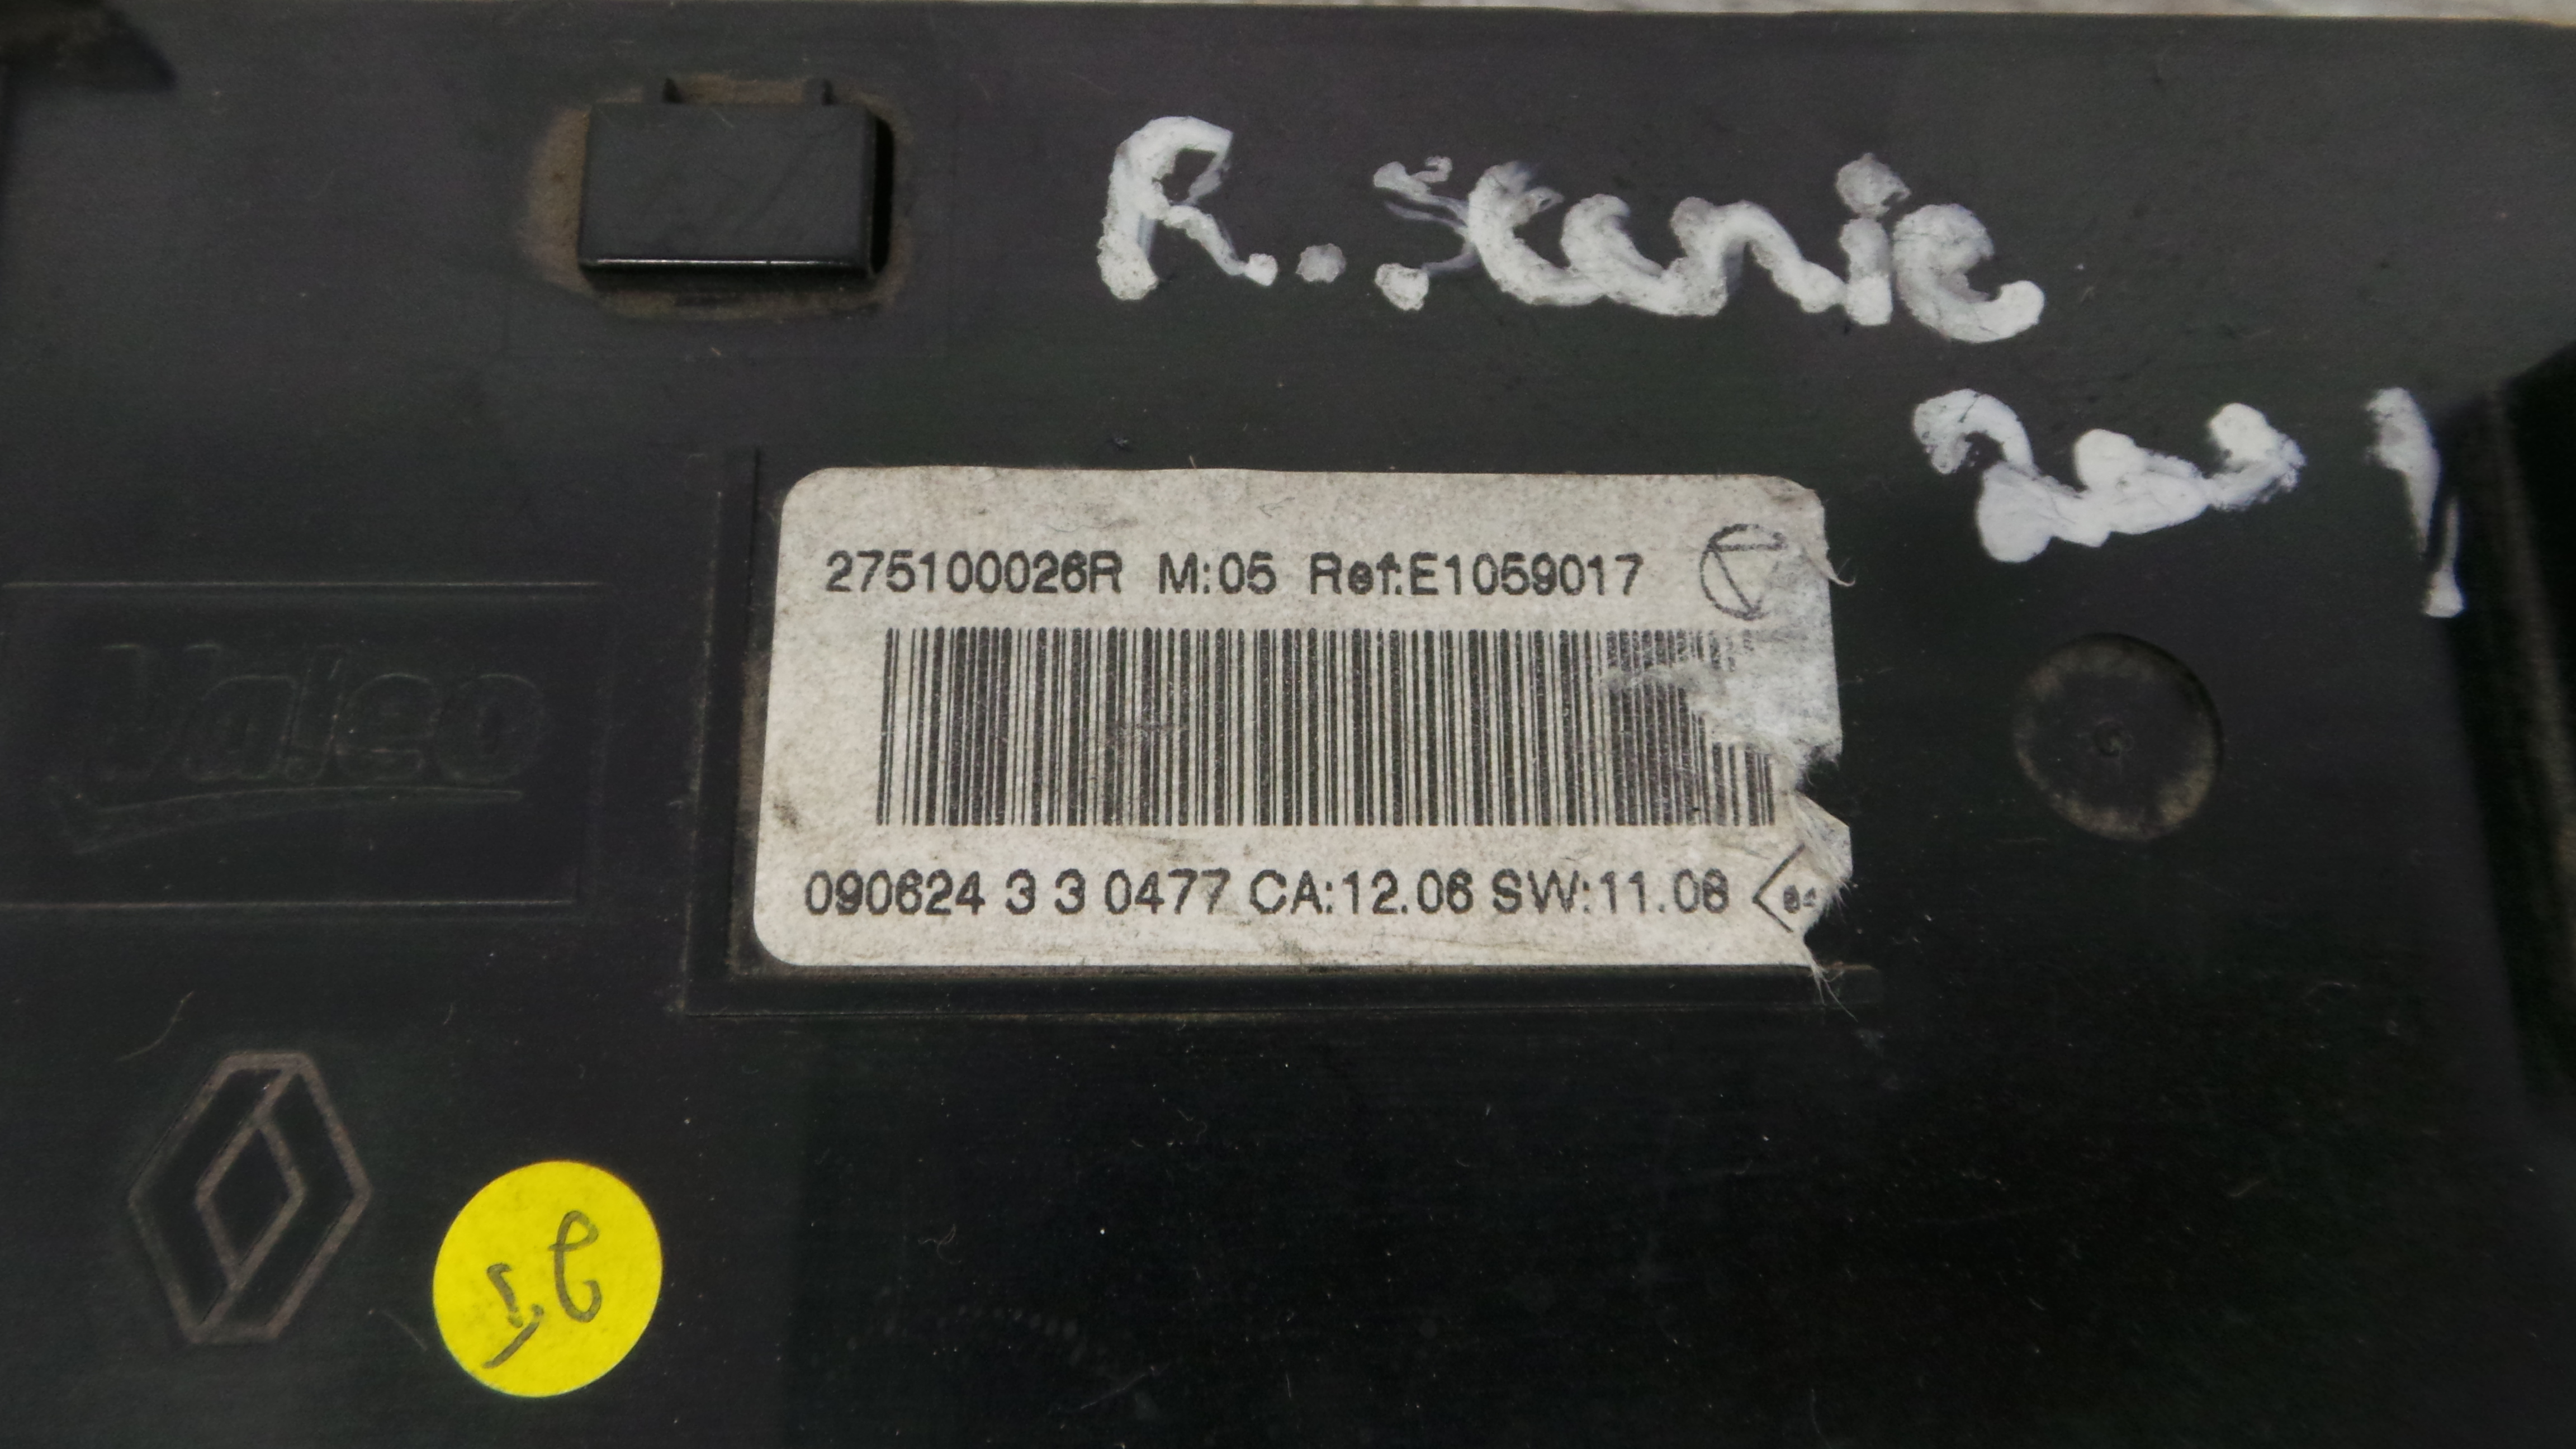 R. Scenic
275100026R M:05 Ref:E1059017
Valeo
090624 3 3 0477 CA:12.06 SW:11.08